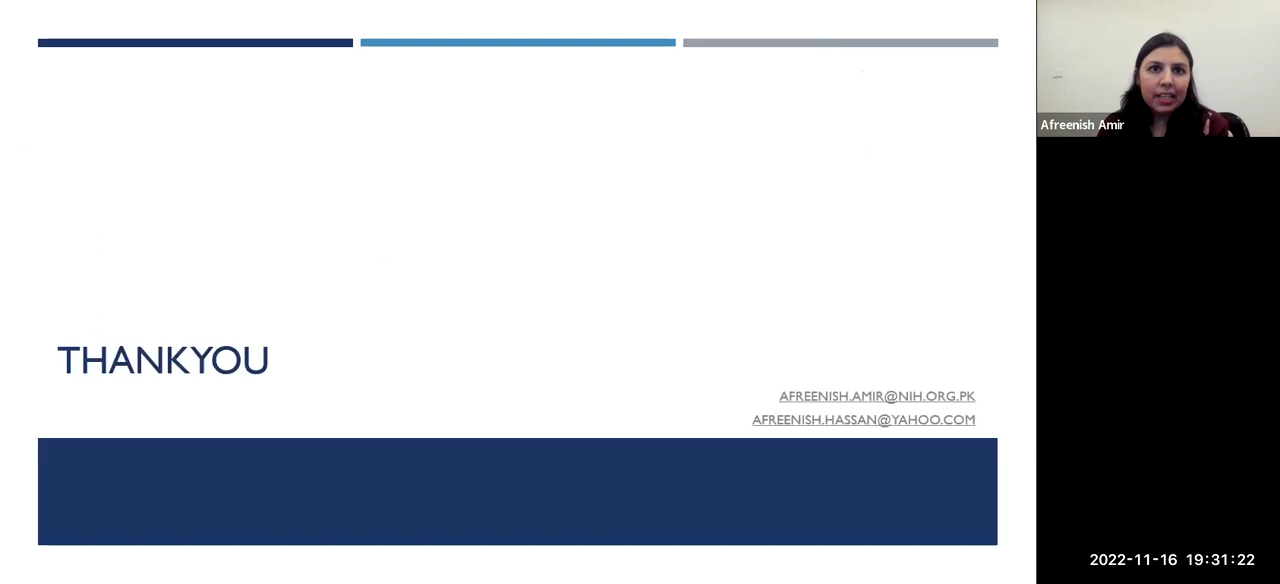 THANKYOU
AFREENISH.AMIR@NIH.ORG.PK
AFREENISH.HASSAN@YAHOO.COM
Afreenish Amir
2022-11-16 19:31:22